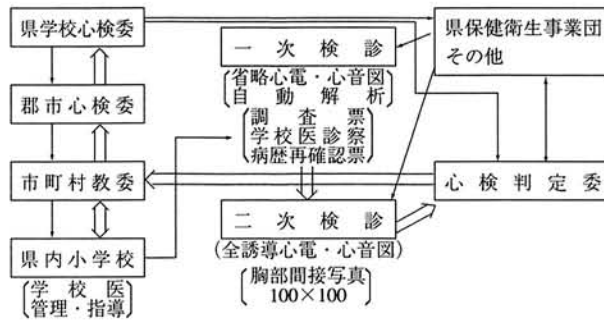 県学校心検委
郡市心検委
市町村教委
県内小学校
学校医
管理・指導
一次検診
省略心電・心音図
自動解析
調査票
学校医診察
病歴再確認票
二次検診
(全誘導心電・心音図)
胸部間接写真
100×100
県保健衛生事業団
その他
心検判定委